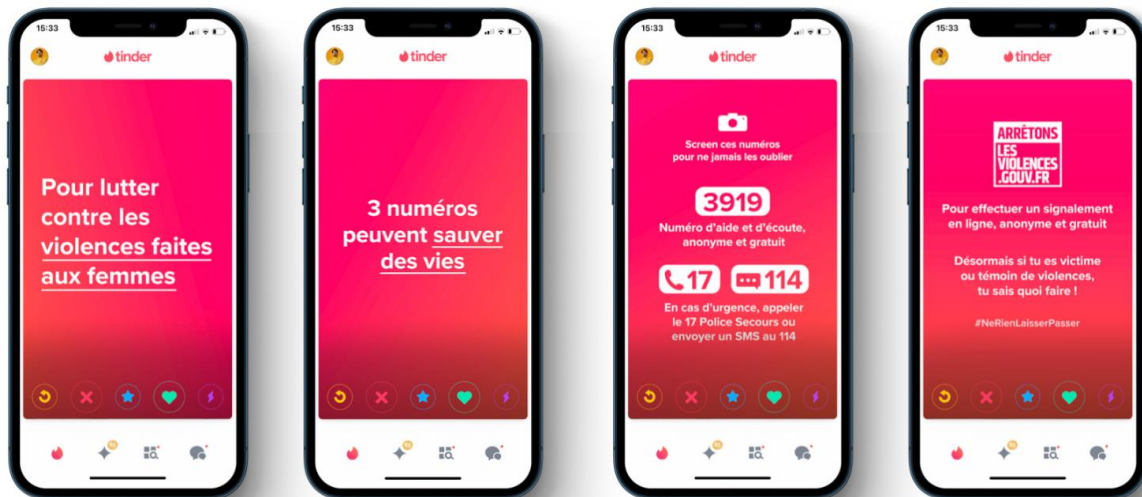 15:33
tinder
Pour lutter
contre les
violences faites
aux femmes
15:33
tinder
3 numéros
peuvent sauver
des vies
15:33
tinder
Screen ces numéros
pour ne jamais les oublier
3919
Numéro d'aide et d'écoute,
anonyme et gratuit
17 114
En cas d'urgence, appeler
le 17 Police Secours ou
envoyer un SMS au 114
15:33
tinder
ARRÊTONS
LES
VIOLENCES
.GOUV.FR
Pour effectuer un signalement
en ligne, anonyme et gratuit
Désormais si tu es victime
ou témoin de violences,
tu sais quoi faire !
#NeRienLaisserPasser